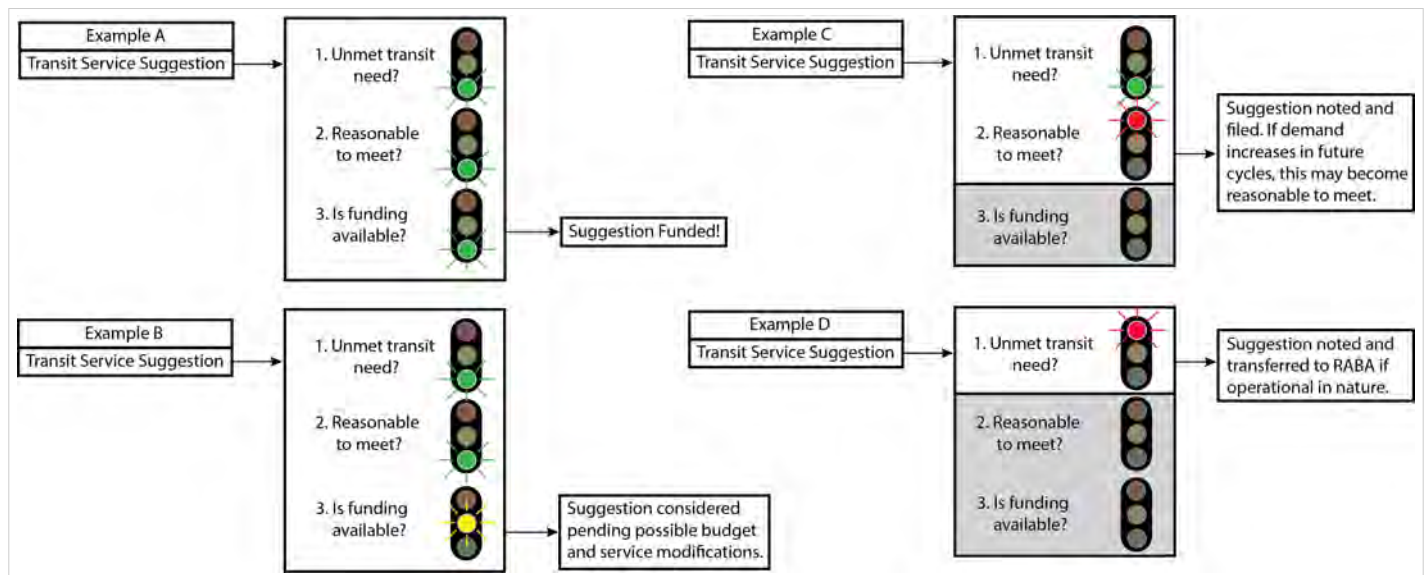 Example A
Transit Service Suggestion
1. Unmet transit
need?
2. Reasonable
to meet?
3. Is funding
available?
Suggestion Funded!
Example B
Transit Service Suggestion
1. Unmet transit
need?
2. Reasonable
to meet?
3. Is funding
available?
Suggestion considered
pending possible budget
and service modifications.
Example C
Transit Service Suggestion
1. Unmet transit
need?
2. Reasonable
to meet?
3. Is funding
available?
Suggestion noted and
filed. If demand
increases in future
cycles, this may become
reasonable to meet.
Example D
Transit Service Suggestion
1. Unmet transit
need?
2. Reasonable
to meet?
3. Is funding
available?
Suggestion noted and
transferred to RABA if
operational in nature.